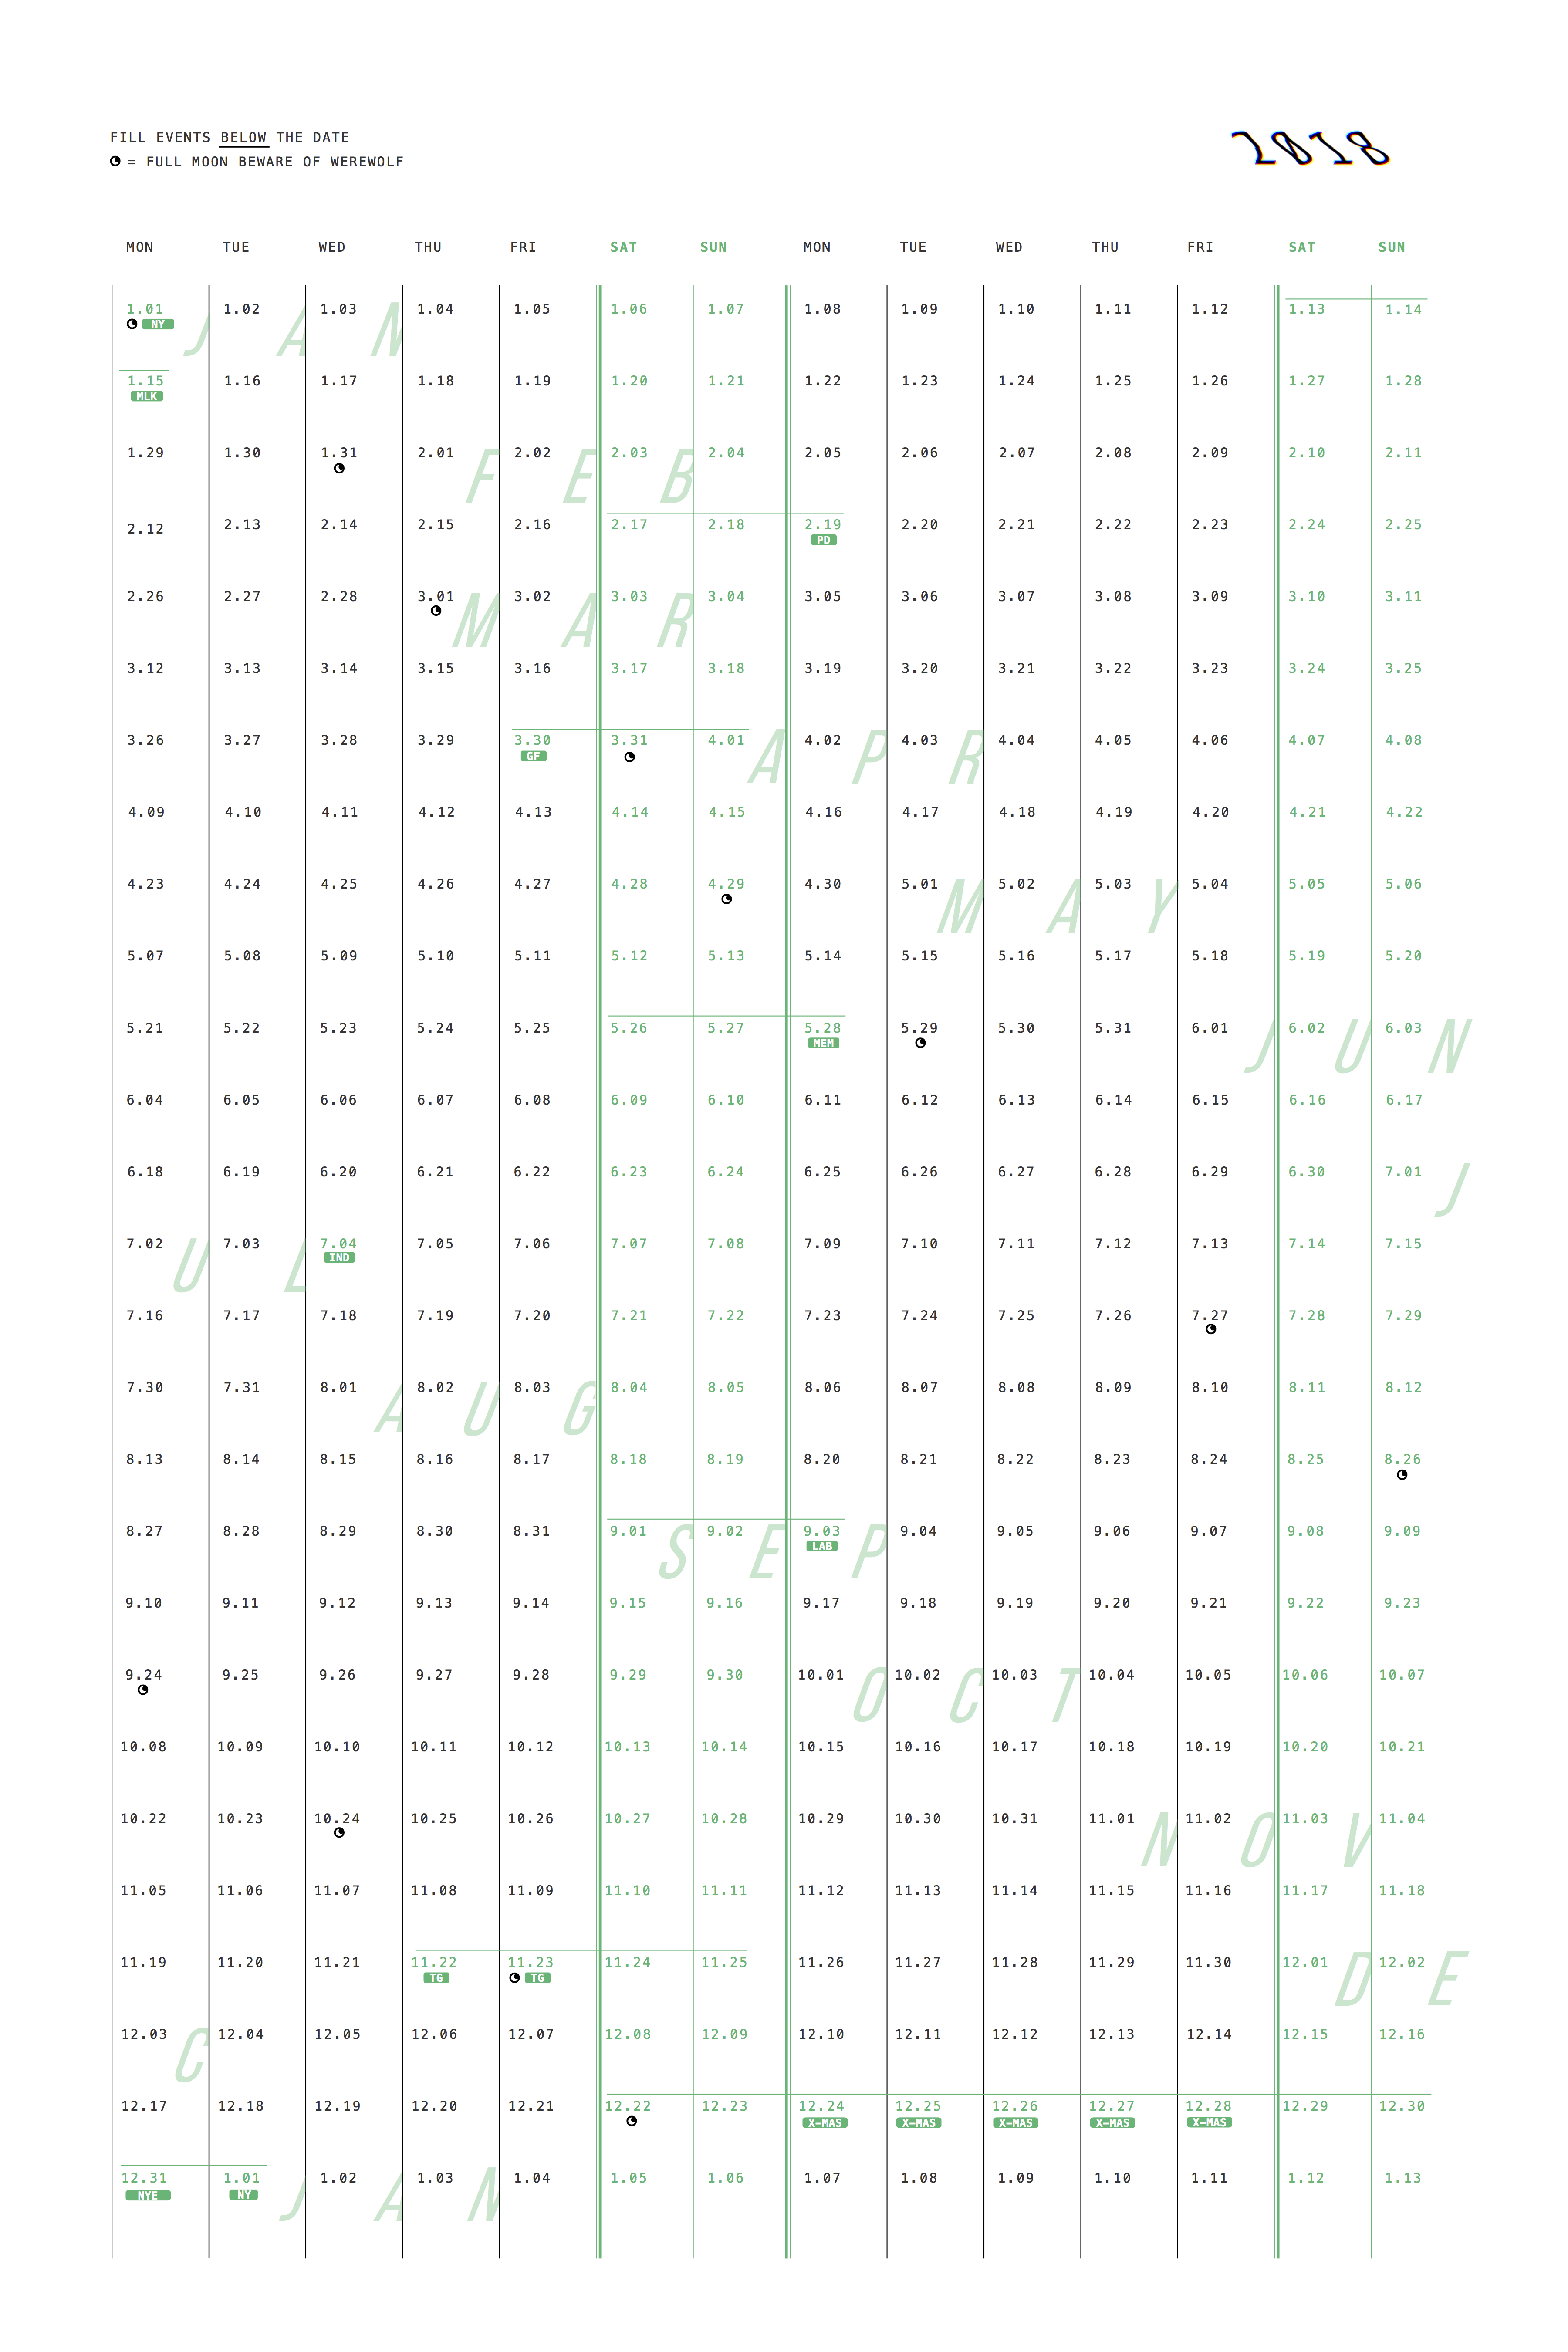 FILL EVENTS BELOW THE DATE
= FULL MOON BEWARE OF WEREWOLF
2018
MON TUE WED THU FRI SAT SUN MON TUE WED THU FRI SAT SUN
1.01 1.02 1.03 1.04 1.05 1.06 1.07 1.08 1.09 1.10 1.11 1.12 1.13 1.14
NY
J A N
1.15 1.16 1.17 1.18 1.19 1.20 1.21 1.22 1.23 1.24 1.25 1.26 1.27 1.28
MLK
1.29 1.30 1.31 2.01 2.02 2.03 2.04 2.05 2.06 2.07 2.08 2.09 2.10 2.11
F E B
2.12 2.13 2.14 2.15 2.16 2.17 2.18 2.19 2.20 2.21 2.22 2.23 2.24 2.25
PD
2.26 2.27 2.28 3.01 3.02 3.03 3.04 3.05 3.06 3.07 3.08 3.09 3.10 3.11
M A R
3.12 3.13 3.14 3.15 3.16 3.17 3.18 3.19 3.20 3.21 3.22 3.23 3.24 3.25
3.26 3.27 3.28 3.29 3.30 3.31 4.01 4.02 4.03 4.04 4.05 4.06 4.07 4.08
GF
A P R
4.09 4.10 4.11 4.12 4.13 4.14 4.15 4.16 4.17 4.18 4.19 4.20 4.21 4.22
4.23 4.24 4.25 4.26 4.27 4.28 4.29 4.30 5.01 5.02 5.03 5.04 5.05 5.06
M A Y
5.07 5.08 5.09 5.10 5.11 5.12 5.13 5.14 5.15 5.16 5.17 5.18 5.19 5.20
5.21 5.22 5.23 5.24 5.25 5.26 5.27 5.28 5.29 5.30 5.31 6.01 6.02 6.03
MEM
J U N
6.04 6.05 6.06 6.07 6.08 6.09 6.10 6.11 6.12 6.13 6.14 6.15 6.16 6.17
6.18 6.19 6.20 6.21 6.22 6.23 6.24 6.25 6.26 6.27 6.28 6.29 6.30 7.01
J
7.02 7.03 7.04 7.05 7.06 7.07 7.08 7.09 7.10 7.11 7.12 7.13 7.14 7.15
IND
U L
7.16 7.17 7.18 7.19 7.20 7.21 7.22 7.23 7.24 7.25 7.26 7.27 7.28 7.29
7.30 7.31 8.01 8.02 8.03 8.04 8.05 8.06 8.07 8.08 8.09 8.10 8.11 8.12
A U G
8.13 8.14 8.15 8.16 8.17 8.18 8.19 8.20 8.21 8.22 8.23 8.24 8.25 8.26
8.27 8.28 8.29 8.30 8.31 9.01 9.02 9.03 9.04 9.05 9.06 9.07 9.08 9.09
LAB
S E P
9.10 9.11 9.12 9.13 9.14 9.15 9.16 9.17 9.18 9.19 9.20 9.21 9.22 9.23
9.24 9.25 9.26 9.27 9.28 9.29 9.30 10.01 10.02 10.03 10.04 10.05 10.06 10.07
O C T
10.08 10.09 10.10 10.11 10.12 10.13 10.14 10.15 10.16 10.17 10.18 10.19 10.20 10.21
10.22 10.23 10.24 10.25 10.26 10.27 10.28 10.29 10.30 10.31 11.01 11.02 11.03 11.04
N O V
11.05 11.06 11.07 11.08 11.09 11.10 11.11 11.12 11.13 11.14 11.15 11.16 11.17 11.18
11.19 11.20 11.21 11.22 11.23 11.24 11.25 11.26 11.27 11.28 11.29 11.30 12.01 12.02
TG TG
D E
12.03 12.04 12.05 12.06 12.07 12.08 12.09 12.10 12.11 12.12 12.13 12.14 12.15 12.16
C
12.17 12.18 12.19 12.20 12.21 12.22 12.23 12.24 12.25 12.26 12.27 12.28 12.29 12.30
X-MAS X-MAS X-MAS X-MAS X-MAS
12.31 1.01 1.02 1.03 1.04 1.05 1.06 1.07 1.08 1.09 1.10 1.11 1.12 1.13
NYE NY
J A N